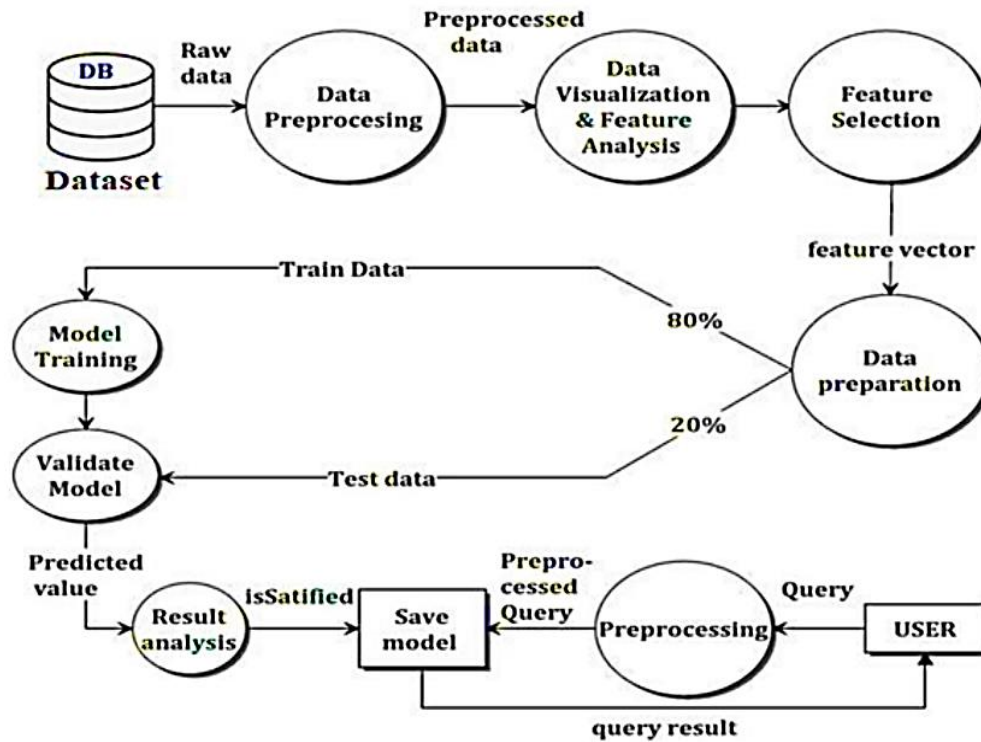 DB
Dataset
Raw
data
Data
Preprocesing
Preprocessed
data
Data
Visualization
& Feature
Analysis
Feature
Selection
feature vector
Data
preparation
80%
Train Data
20%
Test data
Model
Training
Validate
Model
Predicted
value
Result
analysis
isSatified
Save
model
Prepro-
cessed
Query
Preprocessing
Query
USER
query result